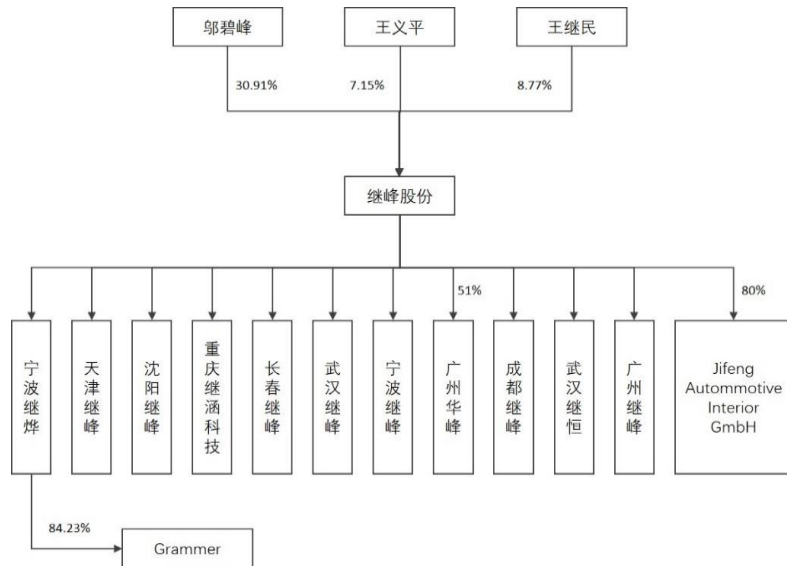 邬碧峰
王义平
王继民
30.91%
7.15%
8.77%
继峰股份
51%
80%
宁波继烨
天津继峰
沈阳继峰
重庆继涵科技
长春继峰
武汉继峰
宁波继峰
广州华峰
成都继峰
武汉继恒
广州继峰
Jifeng
Autommotive
Interior
GmbH
84.23%
Grammer